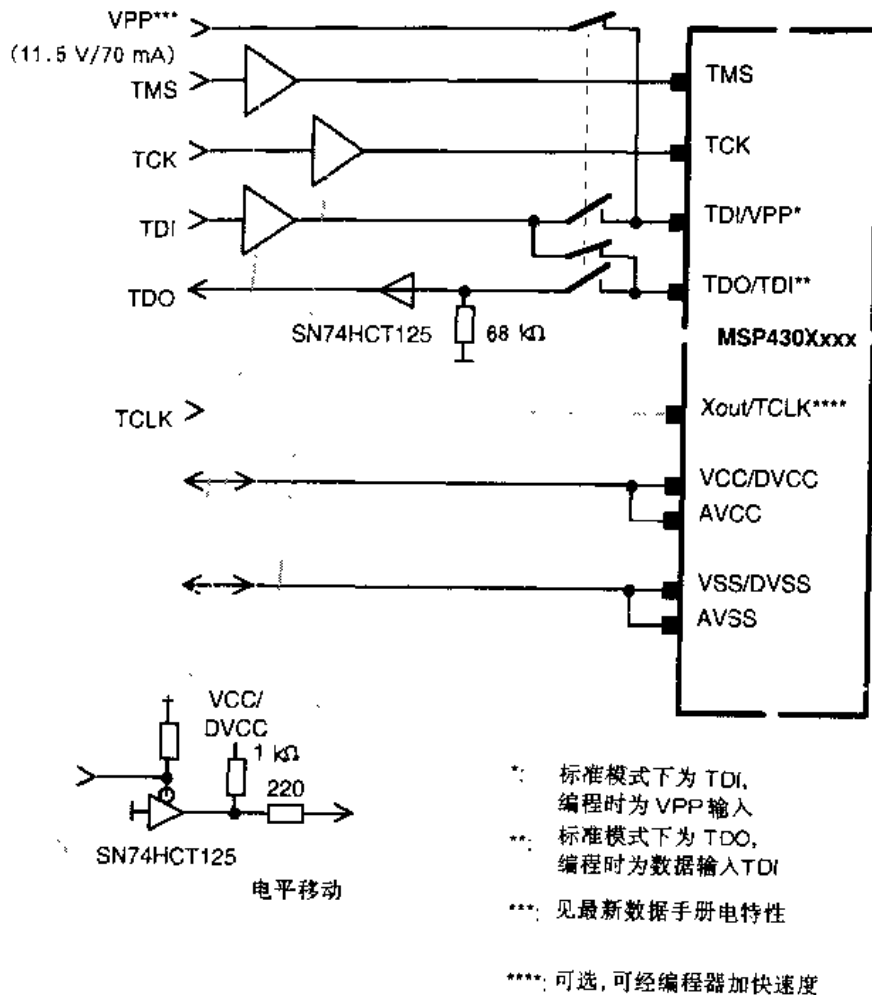 VPP***
(11.5 V/70 mA)
TMS
TMS
TCK
TCK
TDI
TDI/VPP*
TDO
TDO/TDI**
SN74HCT125
68 kΩ
MSP430Xxxx
TCLK
Xout/TCLK****
VCC/DVCC
AVCC
VSS/DVSS
AVSS
VCC/
DVCC
1 kΩ
220
SN74HCT125
电平移动
*: 标准模式下为 TDI,
编程时为 VPP 输入
**: 标准模式下为 TDO,
编程时为数据输入TDI
***: 见最新数据手册电特性
****: 可选, 可经编程器加快速度